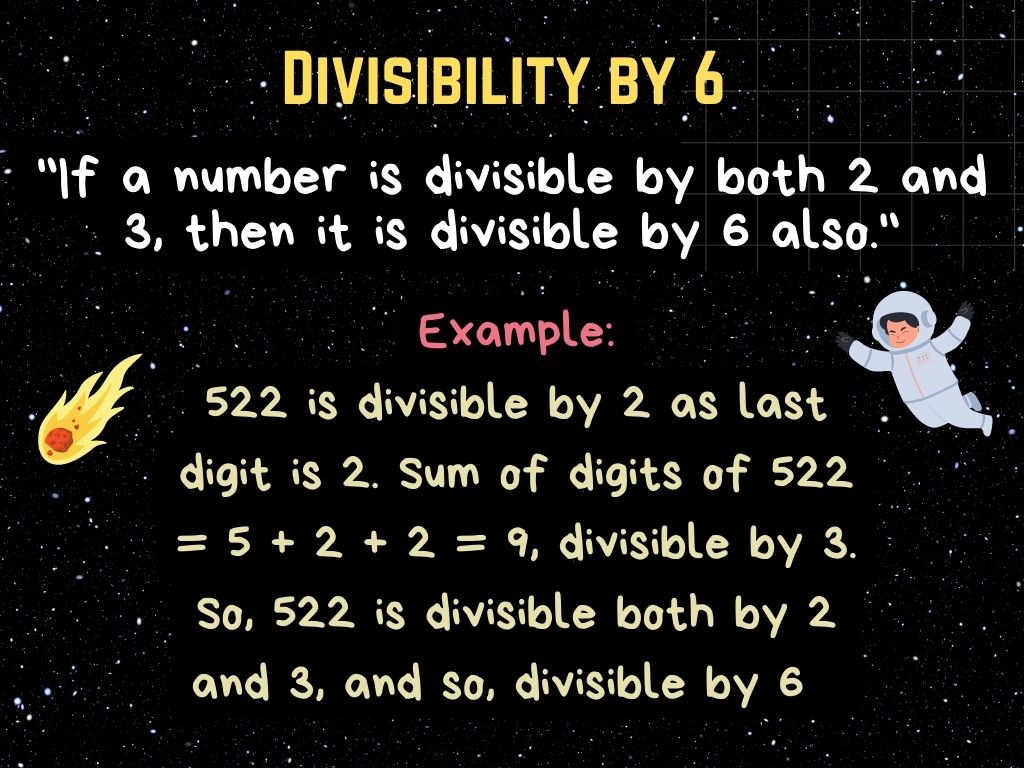 Divisibility by 6
"If a number is divisible by both 2 and
3, then it is divisible by 6 also."
Example:
522 is divisible by 2 as last
digit is 2. Sum of digits of 522
= 5 + 2 + 2 = 9, divisible by 3.
So, 522 is divisible both by 2
and 3, and so, divisible by 6